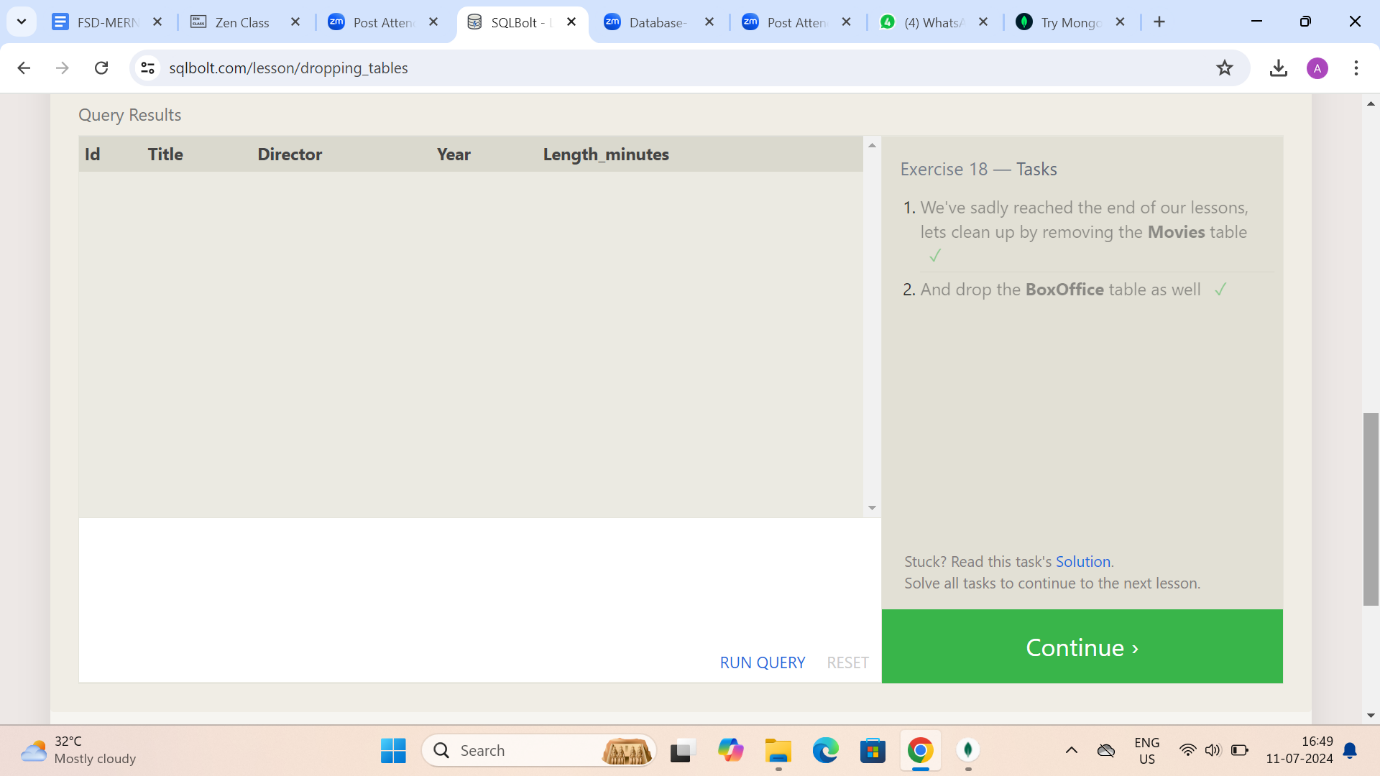 FSD-MERN
Zen Class
Post Atten
SQLBolt -
Database-
Post Atten
(4) WhatsA
Try Mongo
sqlbolt.com/lesson/dropping_tables
A
Query Results
Id Title Director Year Length_minutes
Exercise 18 — Tasks
1. We've sadly reached the end of our lessons,
lets clean up by removing the Movies table
✓
2. And drop the BoxOffice table as well ✓
Stuck? Read this task's Solution.
Solve all tasks to continue to the next lesson.
RUN QUERY RESET
Continue ›
32°C
Mostly cloudy
Search
ENG
US
16:49
11-07-2024